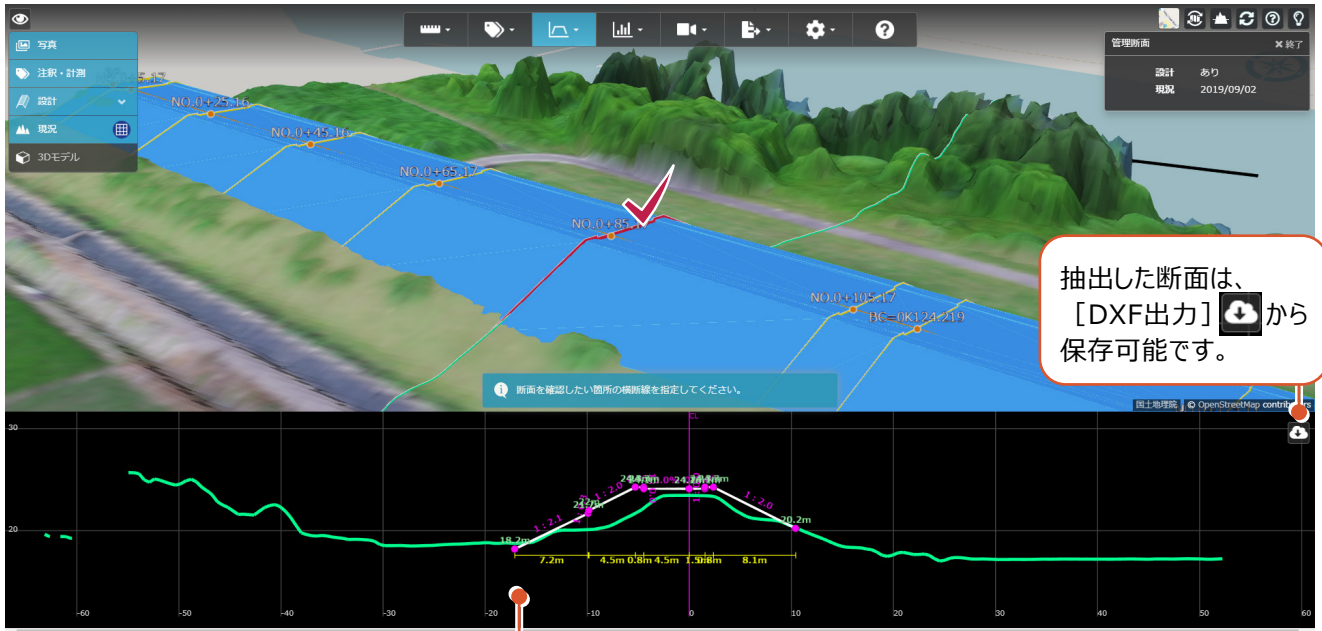 写真
注釈・計測
設計
現況
3Dモデル
管理断面
×終了
設計 あり
現況 2019/09/02
NO.0+25.16
NO.0+45.16
NO.0+65.17
NO.0+105.17
BC=0K124.219
抽出した断面は、
[DXF出力] から
保存可能です。
断面を確認したい箇所の横断線を指定してください。
国土地理院
© OpenStreetMap contributors
CL
30
20
1:2.1
1:2.0
1:2.0
18.2m
20.2m
7.2m
4.5m
0.8m
4.5m
8.1m
-60
-50
-40
-30
-20
-10
0
10
20
30
40
50
60